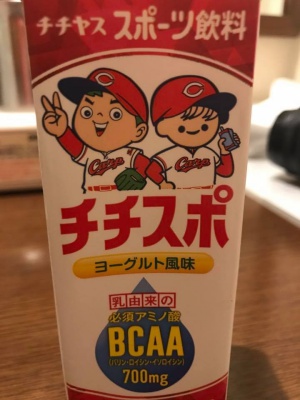 チチヤス スポーツ飲料
C C
Carp Carp
チチスポ
ヨーグルト風味
乳由来の
必須アミノ酸
BCAA
(バリン・ロイシン・イソロイシン)
700mg